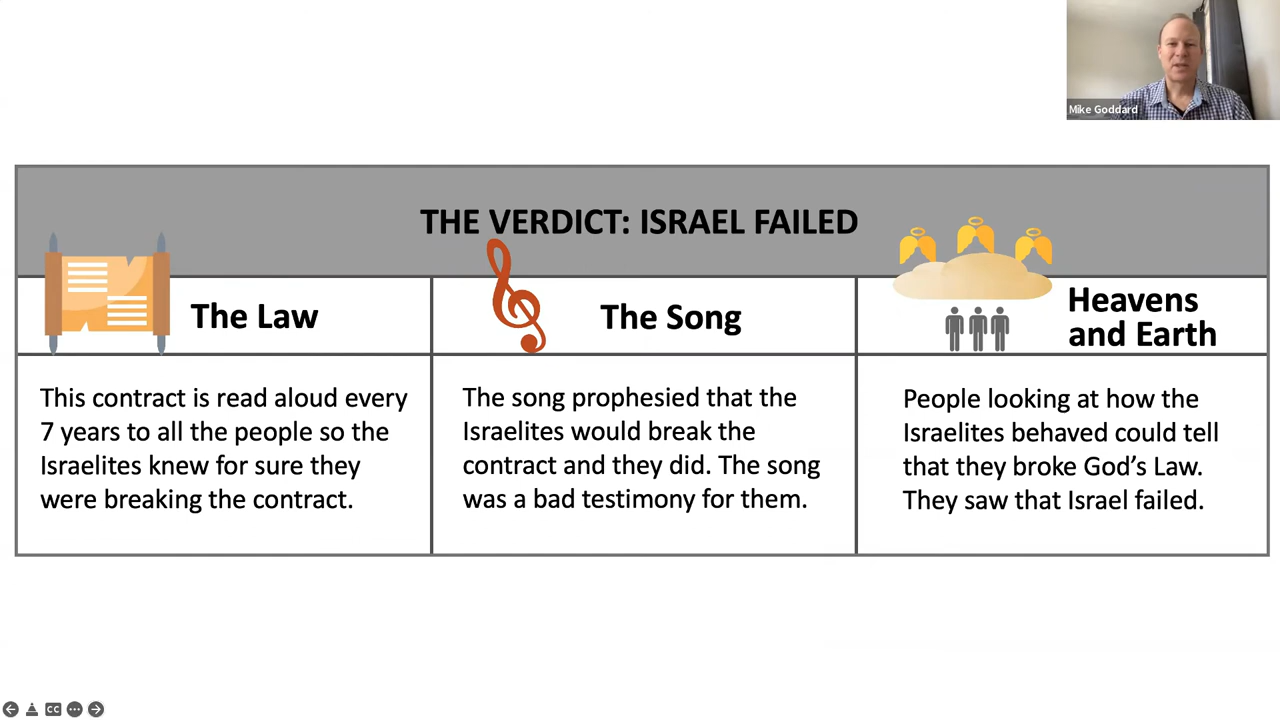 Mike Goddard
THE VERDICT: ISRAEL FAILED
The Law
The Song
Heavens
and Earth
This contract is read aloud every
7 years to all the people so the
Israelites knew for sure they
were breaking the contract.
The song prophesied that the
Israelites would break the
contract and they did. The song
was a bad testimony for them.
People looking at how the
Israelites behaved could tell
that they broke God’s Law.
They saw that Israel failed.
CC